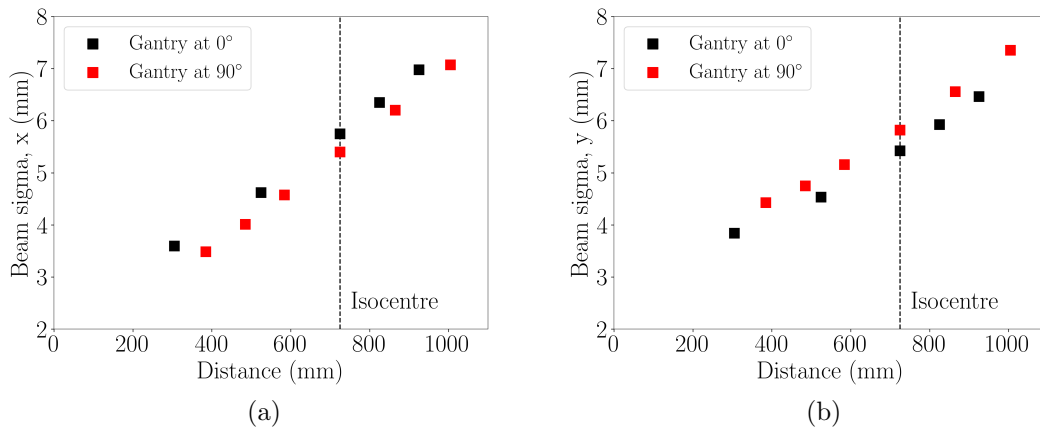 8
7
6
5
4
3
2
Beam sigma, x (mm)
Gantry at 0°
Gantry at 90°
Isocentre
0 200 400 600 800 1000
Distance (mm)
(a)
8
7
6
5
4
3
2
Beam sigma, y (mm)
Gantry at 0°
Gantry at 90°
Isocentre
0 200 400 600 800 1000
Distance (mm)
(b)